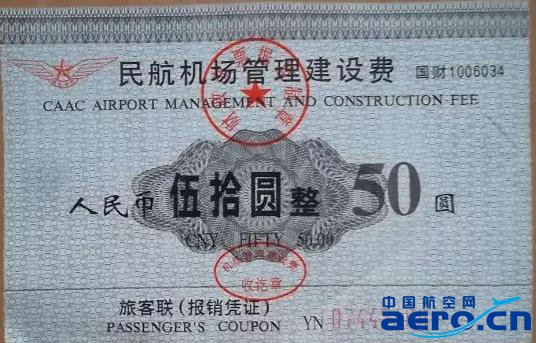 民航机场管理建设费 国财1006034
CAAC AIRPORT MANAGEMENT AND CONSTRUCTION FEE
人民币 伍拾圆整 50 圆
CNY FIFTY 50.00
收讫章
旅客联(报销凭证)
PASSENGER'S COUPON YN
中国航空网
aero.cn